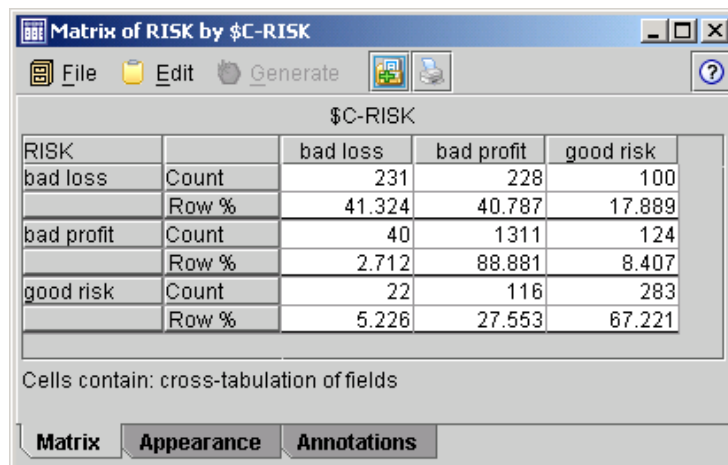 Matrix of RISK by $C-RISK
File Edit Generate
$C-RISK
RISK bad loss bad profit good risk
bad loss Count 231 228 100
Row % 41.324 40.787 17.889
bad profit Count 40 1311 124
Row % 2.712 88.881 8.407
good risk Count 22 116 283
Row % 5.226 27.553 67.221
Cells contain: cross-tabulation of fields
Matrix Appearance Annotations